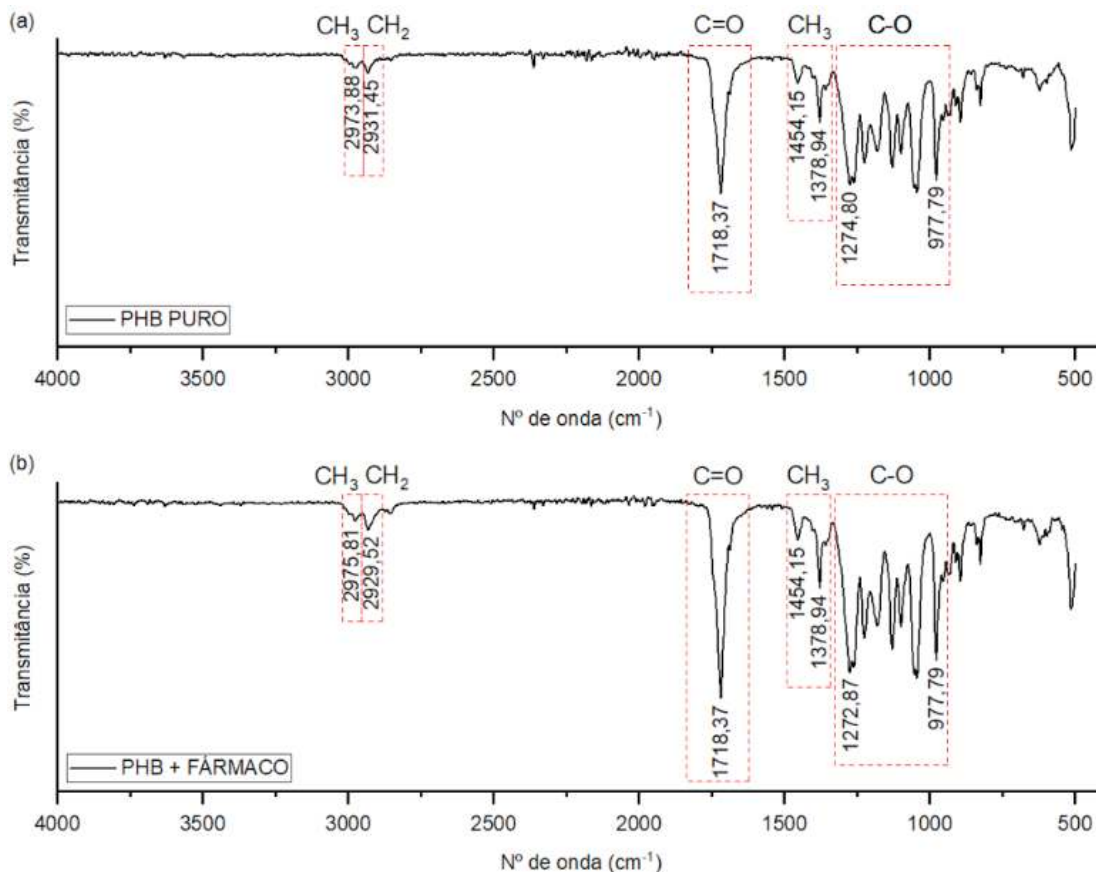 (a)
CH₃ CH₂ C=O CH₃ C-O
2973,88
2931,45
1718,37
1454,15
1378,94
1274,80
977,79
Transmitância (%)
PHB PURO
4000 3500 3000 2500 2000 1500 1000 500
Nº de onda (cm⁻¹)
(b)
CH₃ CH₂ C=O CH₃ C-O
2975,81
2929,52
1718,37
1454,15
1378,94
1272,87
977,79
Transmitância (%)
PHB + FÁRMACO
4000 3500 3000 2500 2000 1500 1000 500
Nº de onda (cm⁻¹)